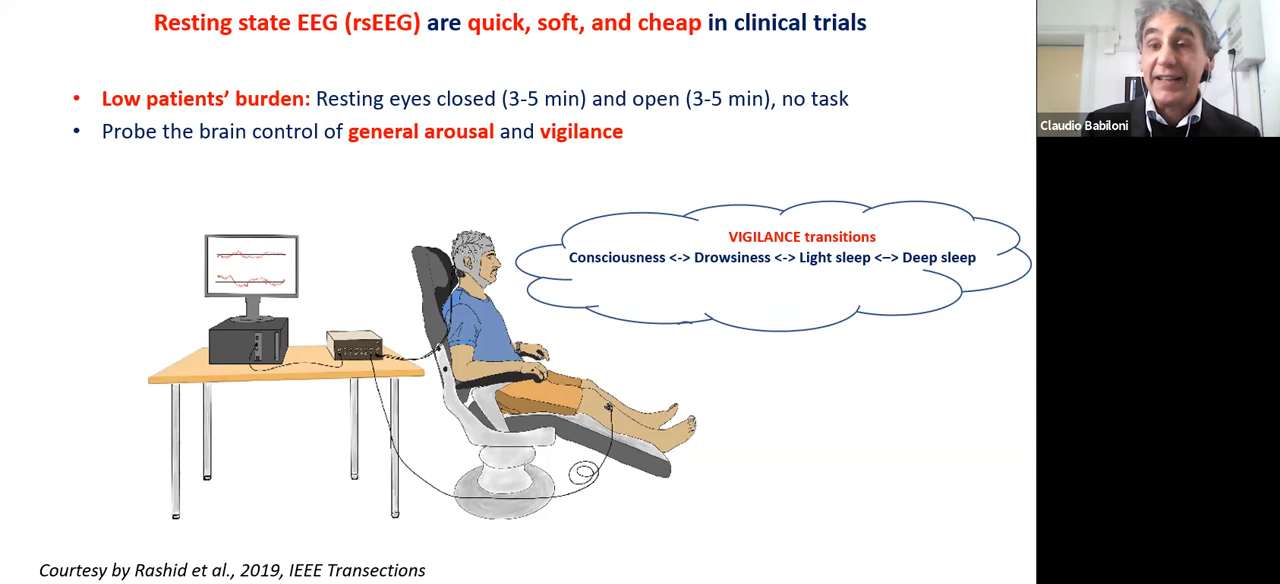 Resting state EEG (rsEEG) are quick, soft, and cheap in clinical trials
• Low patients’ burden: Resting eyes closed (3-5 min) and open (3-5 min), no task
• Probe the brain control of general arousal and vigilance
VIGILANCE transitions
Consciousness <-> Drowsiness <-> Light sleep <–> Deep sleep
Courtesy by Rashid et al., 2019, IEEE Transections
Claudio Babiloni